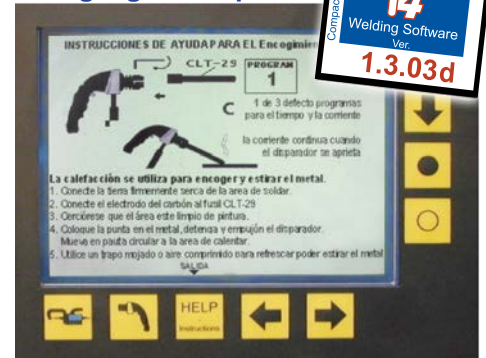 i4
Welding Software
Ver.
1.3.03d
INSTRUCCIONES DE AYUDA PARA EL
CLT-29
PROGRAM
1
C
1 de 3 defecto programas
para el tiempo y la corriente
la corriente continua cuando
el disparador se aprieta
La calefacción se utiliza para encoger y estirar el metal.
1. Conecte la tierra firmemente serca de la area de soldar.
2. Conecte el electrodo del carbón al fusil CLT-29
3. Cerciórese que el área este limpio de pintura.
4. Coloque la punta en el metal, detenga y empujón el disparador.
Mueva en pauta circular a la area de calentar.
5. Utilice un trapo mojado o aire comprimido para refrescar poder estirar el metal
SALIDA
HELP
Instructions